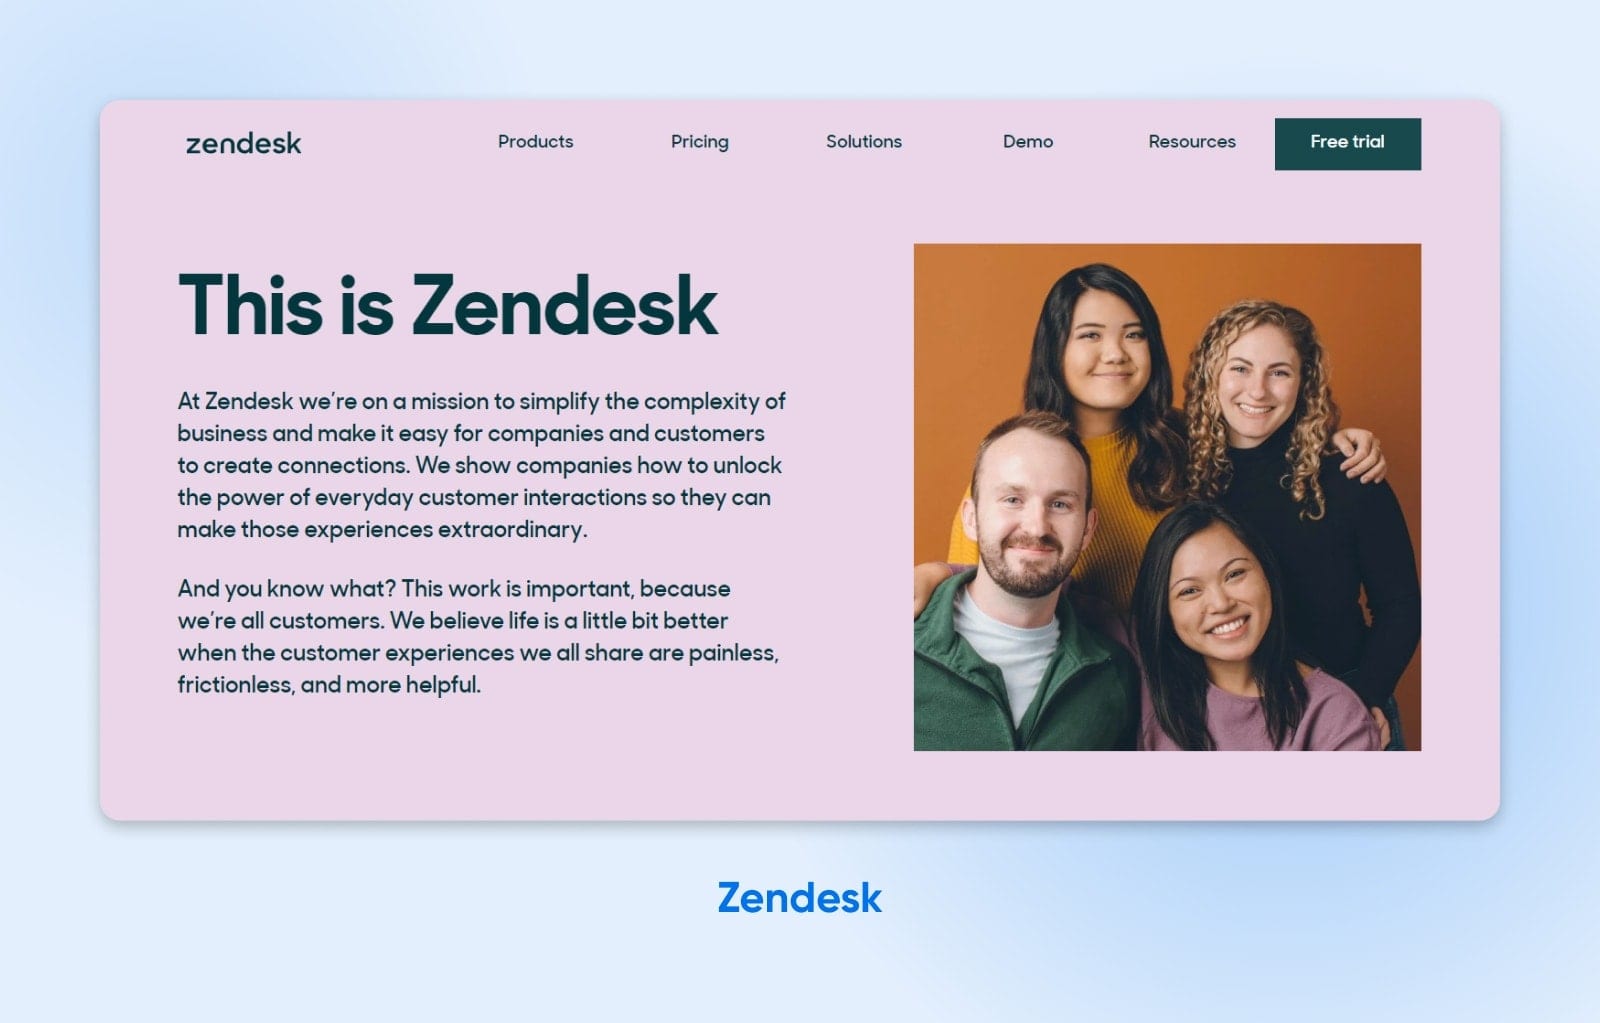 zendesk
Products
Pricing
Solutions
Demo
Resources
Free trial
This is Zendesk
At Zendesk we’re on a mission to simplify the complexity of
business and make it easy for companies and customers
to create connections. We show companies how to unlock
the power of everyday customer interactions so they can
make those experiences extraordinary.
And you know what? This work is important, because
we’re all customers. We believe life is a little bit better
when the customer experiences we all share are painless,
frictionless, and more helpful.
Zendesk